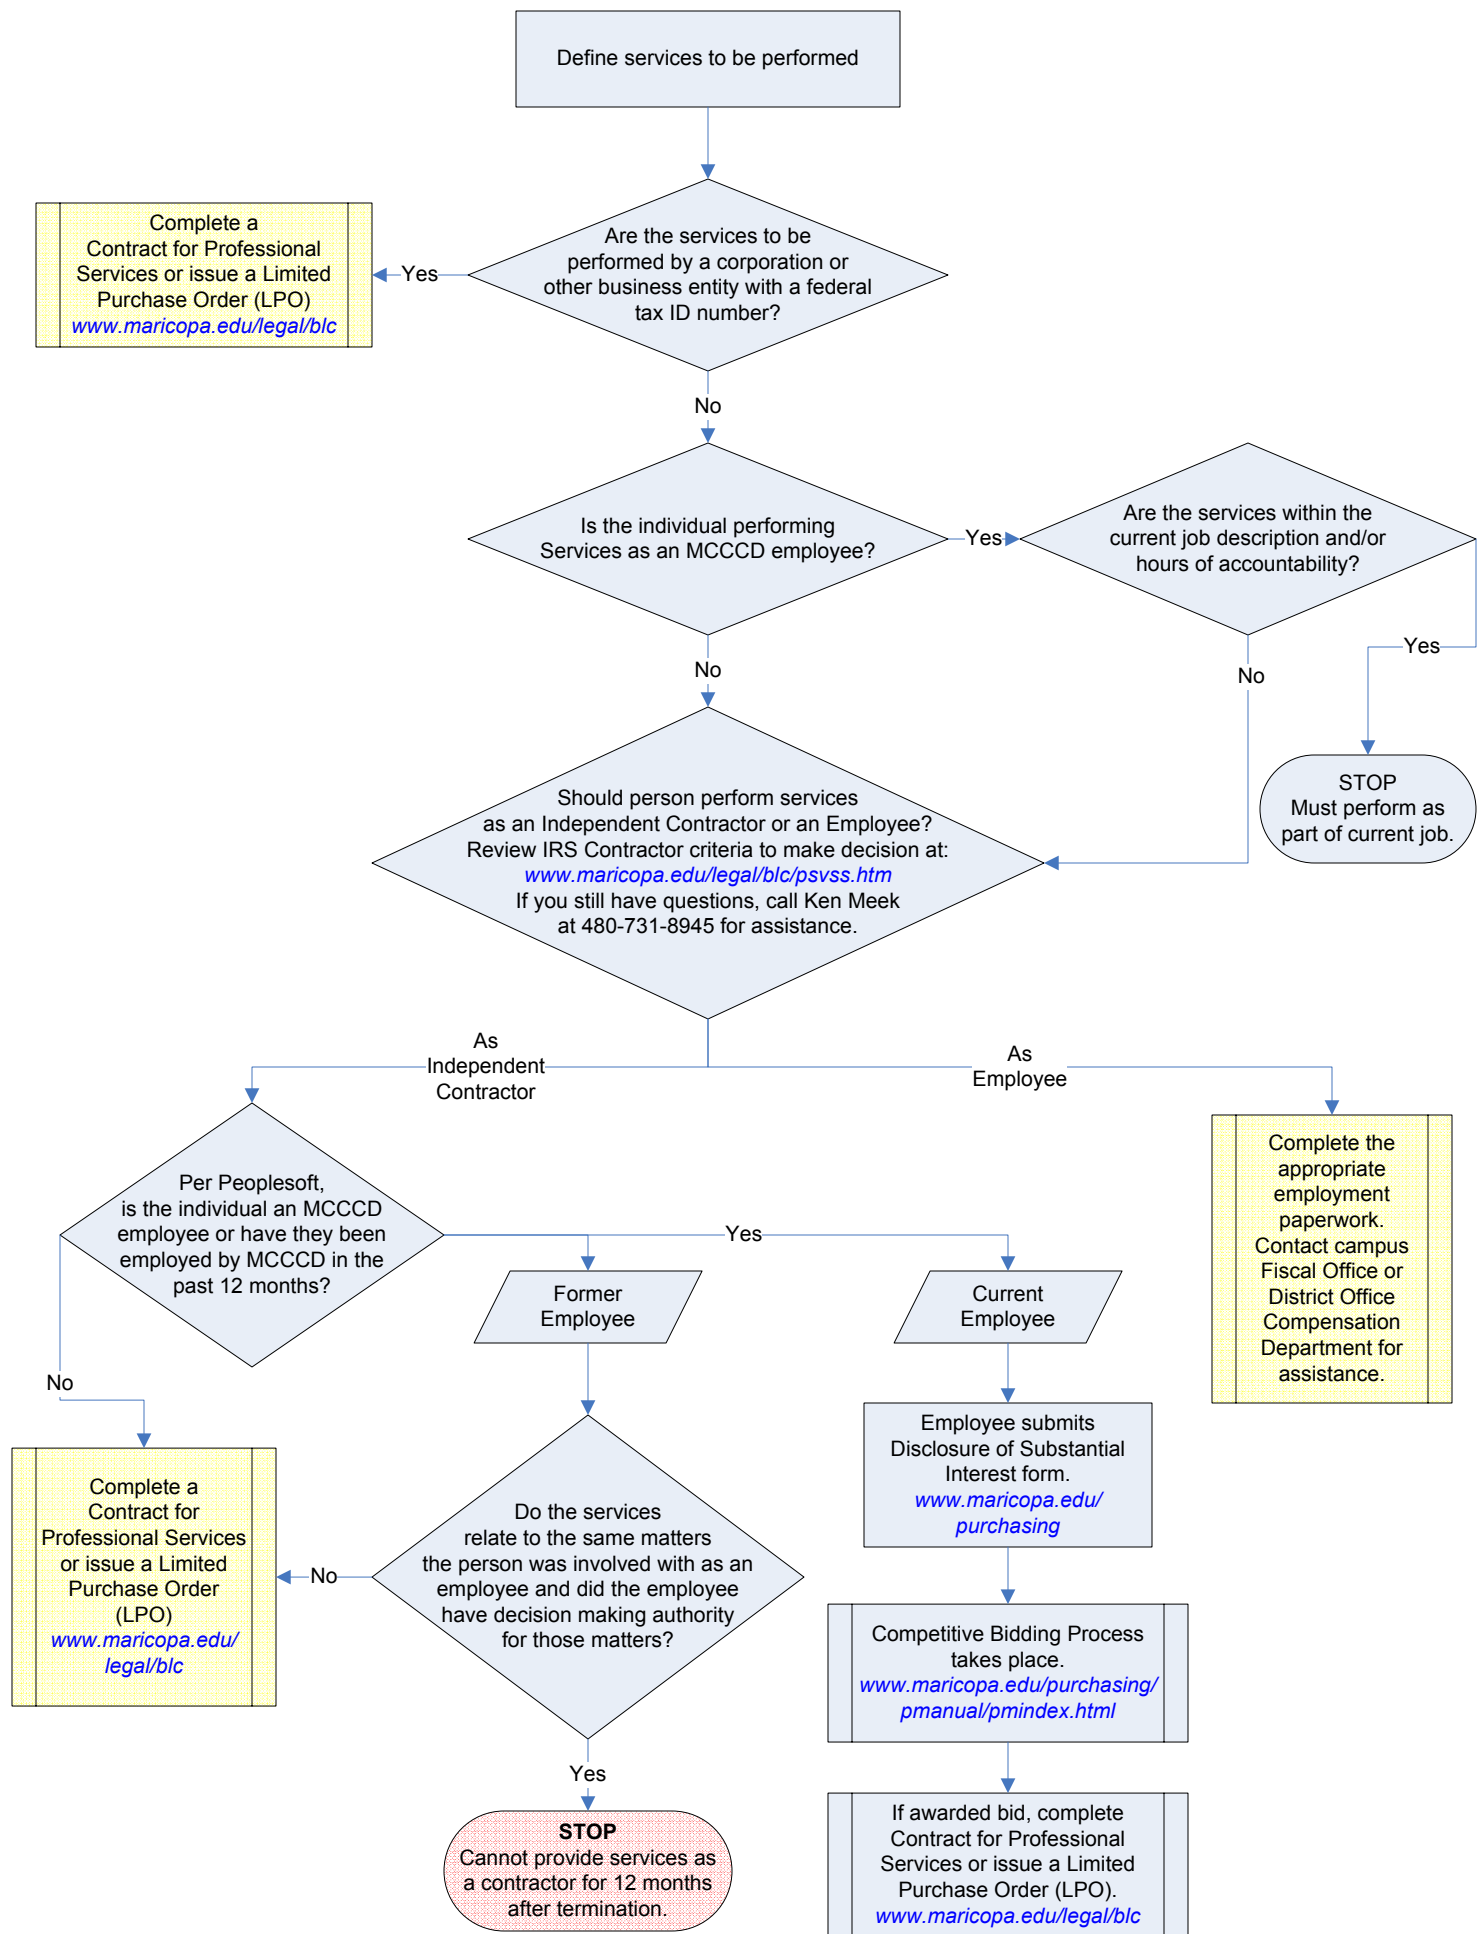 Define services to be performed
Complete a
Contract for Professional
Services or issue a Limited
Purchase Order (LPO)
www.maricopa.edu/legal/blc
Yes
Are the services to be
performed by a corporation or
other business entity with a federal
tax ID number?
No
Is the individual performing
Services as an MCCCD employee?
Yes
Are the services within the
current job description and/or
hours of accountability?
No
No
Yes
STOP
Must perform as
part of current job.
Should person perform services
as an Independent Contractor or an Employee?
Review IRS Contractor criteria to make decision at:
www.maricopa.edu/legal/blc/psvss.htm
If you still have questions, call Ken Meek
at 480-731-8945 for assistance.
As
Independent
Contractor
As
Employee
Per Peoplesoft,
is the individual an MCCCD
employee or have they been
employed by MCCCD in the
past 12 months?
Yes
Former
Employee
Current
Employee
Complete the
appropriate
employment
paperwork.
Contact campus
Fiscal Office or
District Office
Compensation
Department for
assistance.
No
Complete a
Contract for
Professional Services
or issue a Limited
Purchase Order
(LPO)
www.maricopa.edu/
legal/blc
No
Do the services
relate to the same matters
the person was involved with as an
employee and did the employee
have decision making authority
for those matters?
Employee submits
Disclosure of Substantial
Interest form.
www.maricopa.edu/
purchasing
Competitive Bidding Process
takes place.
www.maricopa.edu/purchasing/
pmanual/pmindex.html
Yes
STOP
Cannot provide services as
a contractor for 12 months
after termination.
If awarded bid, complete
Contract for Professional
Services or issue a Limited
Purchase Order (LPO).
www.maricopa.edu/legal/blc